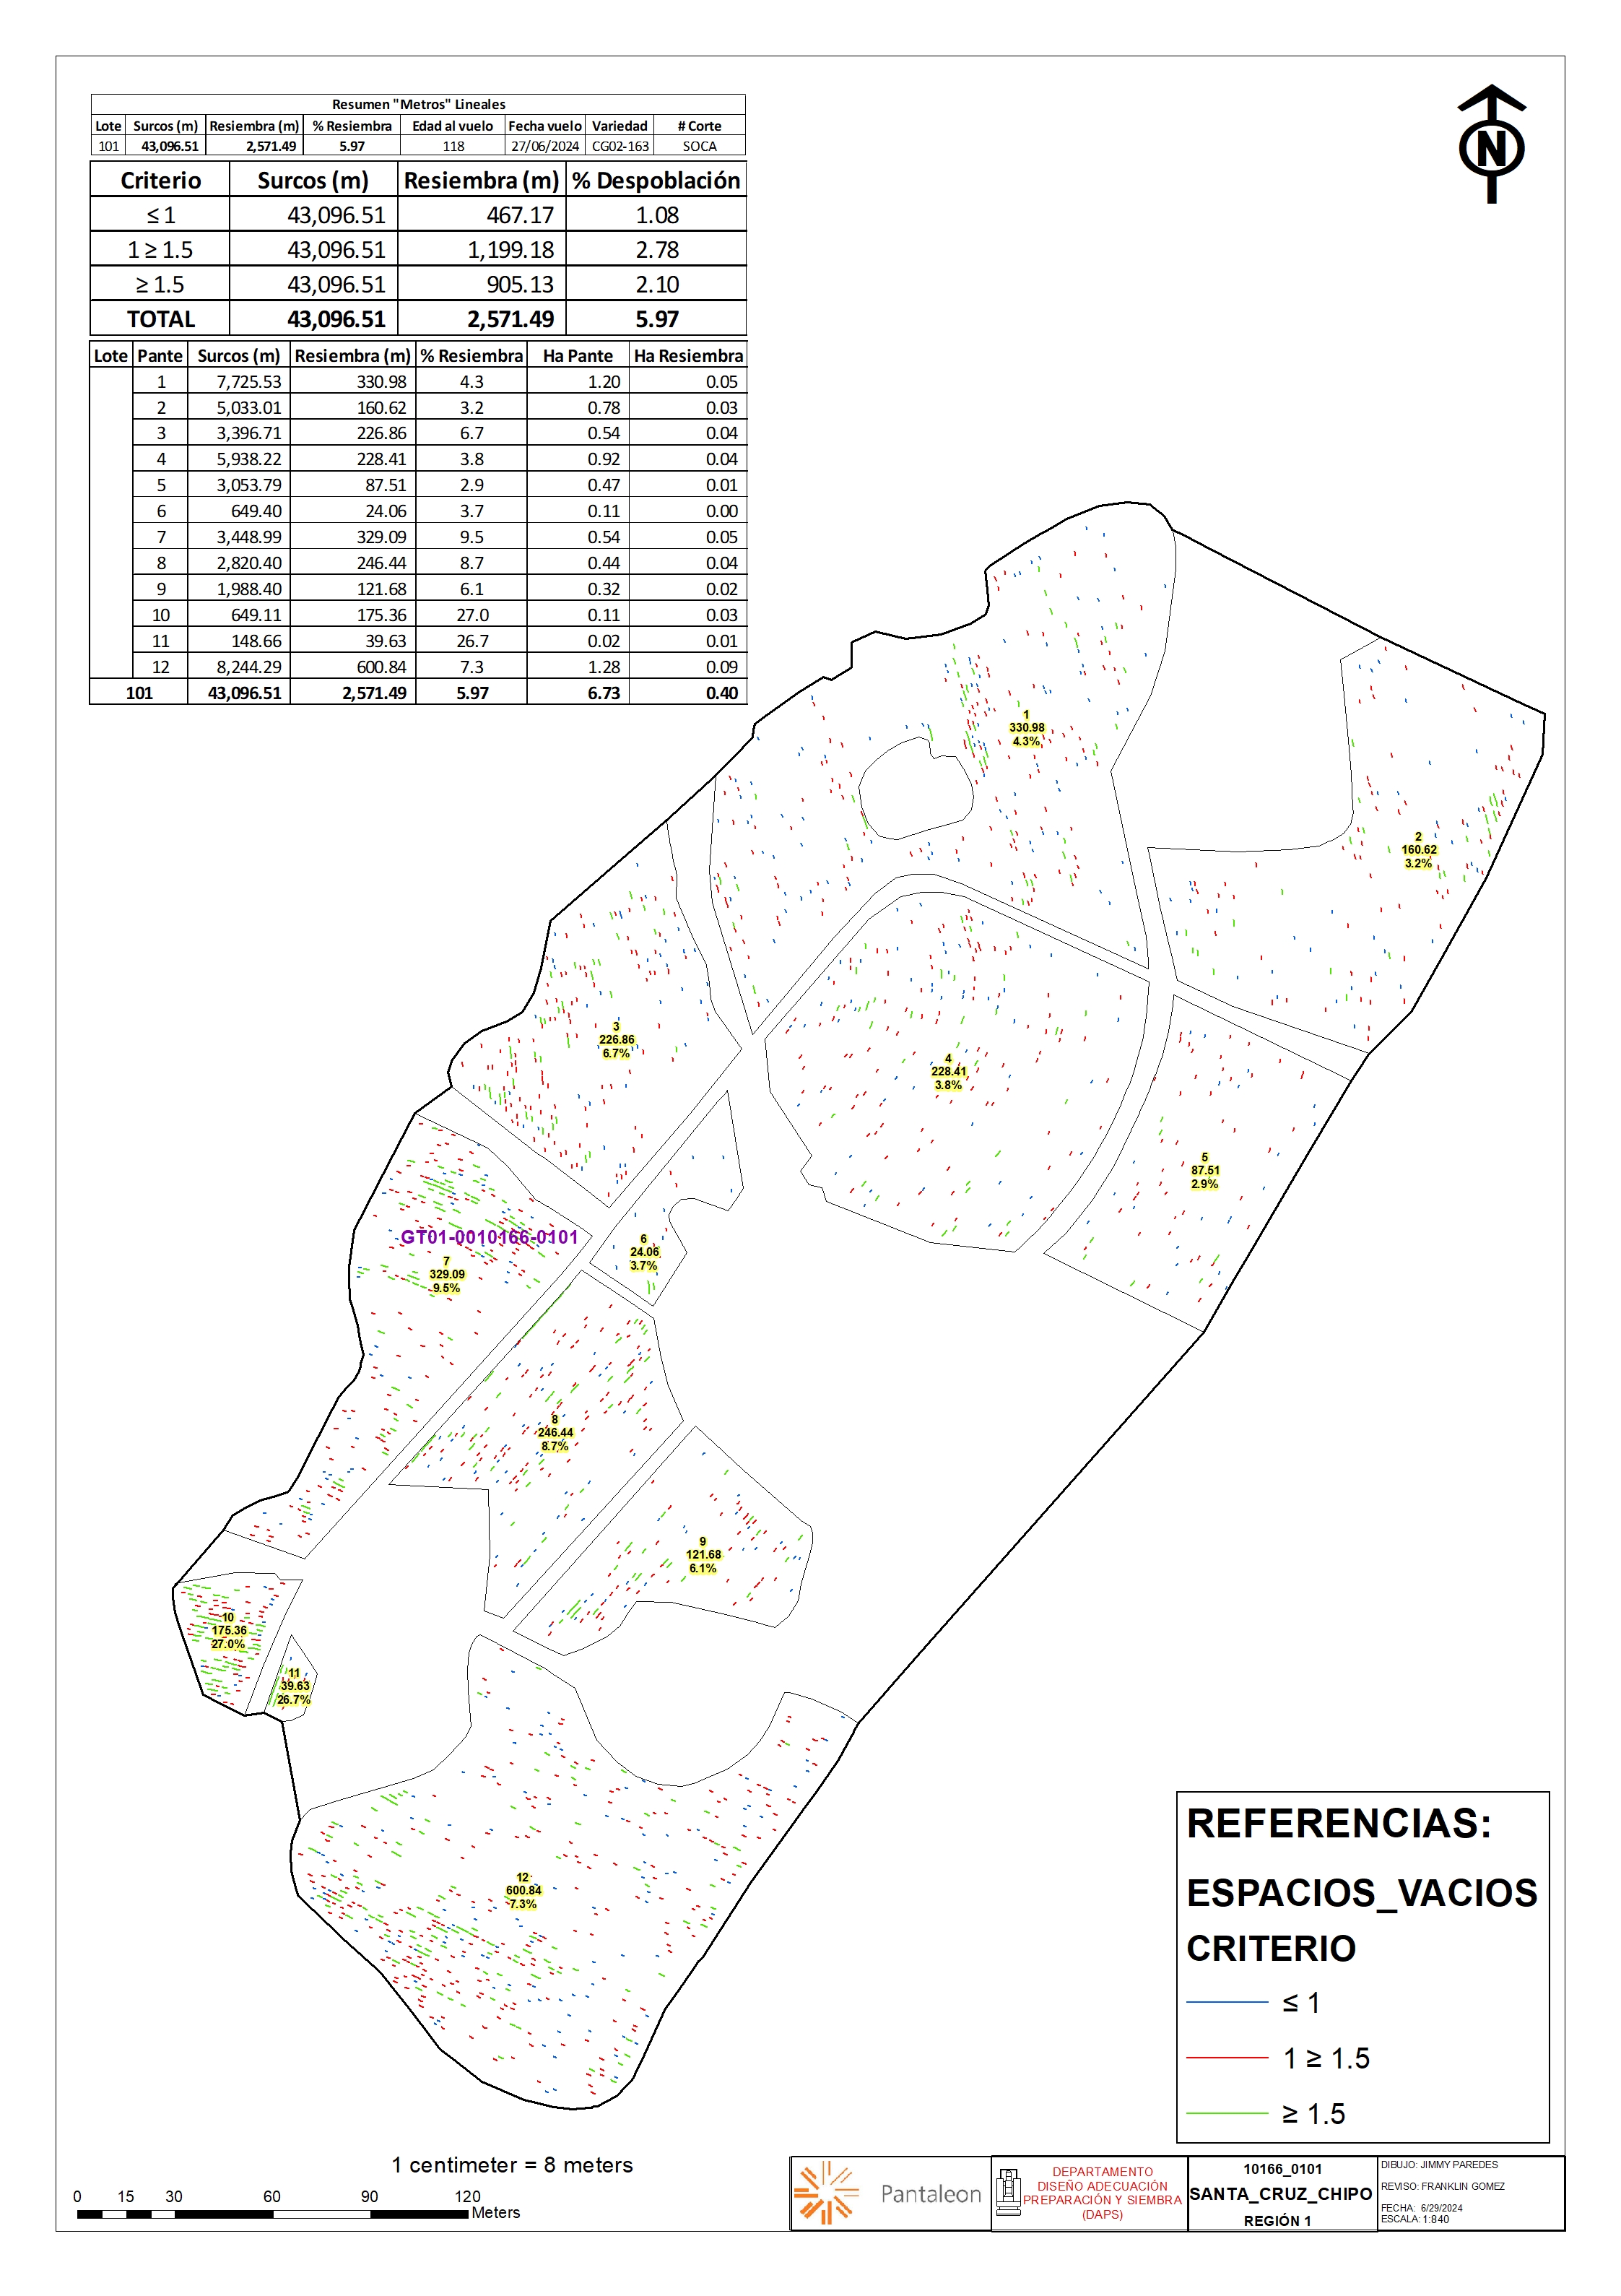 Resumen "Metros" Lineales
Lote Surcos (m) Resiembra (m) % Resiembra Edad al vuelo Fecha vuelo Variedad # Corte
101 43,096.51 2,571.49 5.97 118 27/06/2024 CG02-163 SOCA
Criterio Surcos (m) Resiembra (m) % Despoblación
≤ 1 43,096.51 467.17 1.08
1 ≥ 1.5 43,096.51 1,199.18 2.78
≥ 1.5 43,096.51 905.13 2.10
TOTAL 43,096.51 2,571.49 5.97
Lote Pante Surcos (m) Resiembra (m) % Resiembra Ha Pante Ha Resiembra
1 7,725.53 330.98 4.3 1.20 0.05
2 5,033.01 160.62 3.2 0.78 0.03
3 3,396.71 226.86 6.7 0.54 0.04
4 5,938.22 228.41 3.8 0.92 0.04
5 3,053.79 87.51 2.9 0.47 0.01
6 649.40 24.06 3.7 0.11 0.00
7 3,448.99 329.09 9.5 0.54 0.05
8 2,820.40 246.44 8.7 0.44 0.04
9 1,988.40 121.68 6.1 0.32 0.02
10 649.11 175.36 27.0 0.11 0.03
11 148.66 39.63 26.7 0.02 0.01
12 8,244.29 600.84 7.3 1.28 0.09
101 43,096.51 2,571.49 5.97 6.73 0.40
N
1
330.98
4.3%
2
160.62
3.2%
3
226.86
6.7%
4
228.41
3.8%
5
87.51
2.9%
6
24.06
3.7%
GT01-0010166-0101
7
329.09
9.5%
8
246.44
8.7%
9
121.68
6.1%
10
175.36
27.0%
11
39.63
26.7%
12
600.84
7.3%
REFERENCIAS:
ESPACIOS_VACIOS
CRITERIO
≤ 1
1 ≥ 1.5
≥ 1.5
1 centimeter = 8 meters
0 15 30 60 90 120
Meters
Pantaleon
DEPARTAMENTO
DISEÑO ADECUACIÓN
PREPARACIÓN Y SIEMBRA
(DAPS)
10166_0101
SANTA_CRUZ_CHIPO
REGIÓN 1
DIBUJO: JIMMY PAREDES
REVISO: FRANKLIN GOMEZ
FECHA: 6/29/2024
ESCALA: 1:840